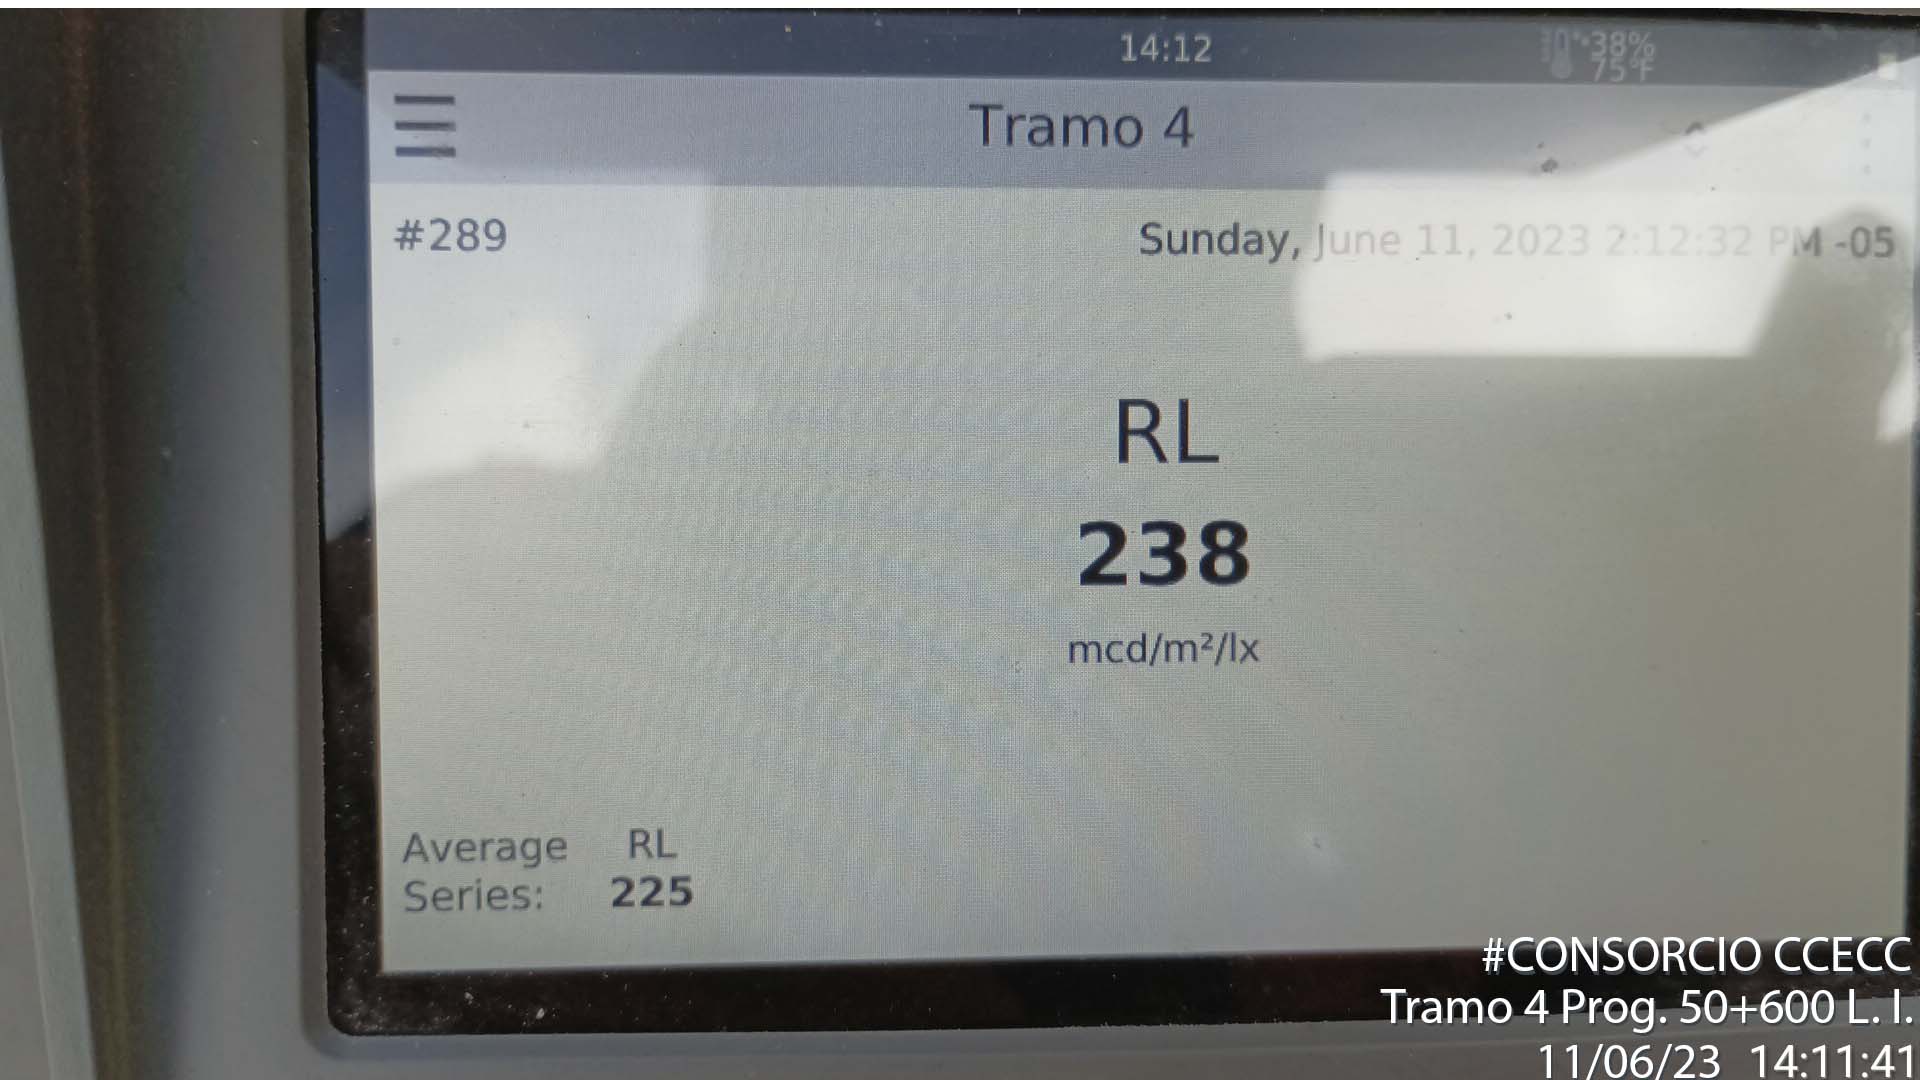 14:12
38%
75°F
Tramo 4
#289
Sunday, June 11, 2023 2:12:32 PM -05
RL
238
mcd/m²/lx
Average RL
Series: 225
#CONSORCIO CCECC
Tramo 4 Prog. 50+600 L. I.
11/06/23 14:11:41